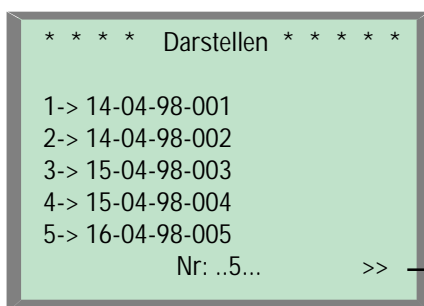 * * * * Darstellen * * * * *
1-> 14-04-98-001
2-> 14-04-98-002
3-> 15-04-98-003
4-> 15-04-98-004
5-> 16-04-98-005
Nr: ..5... >>